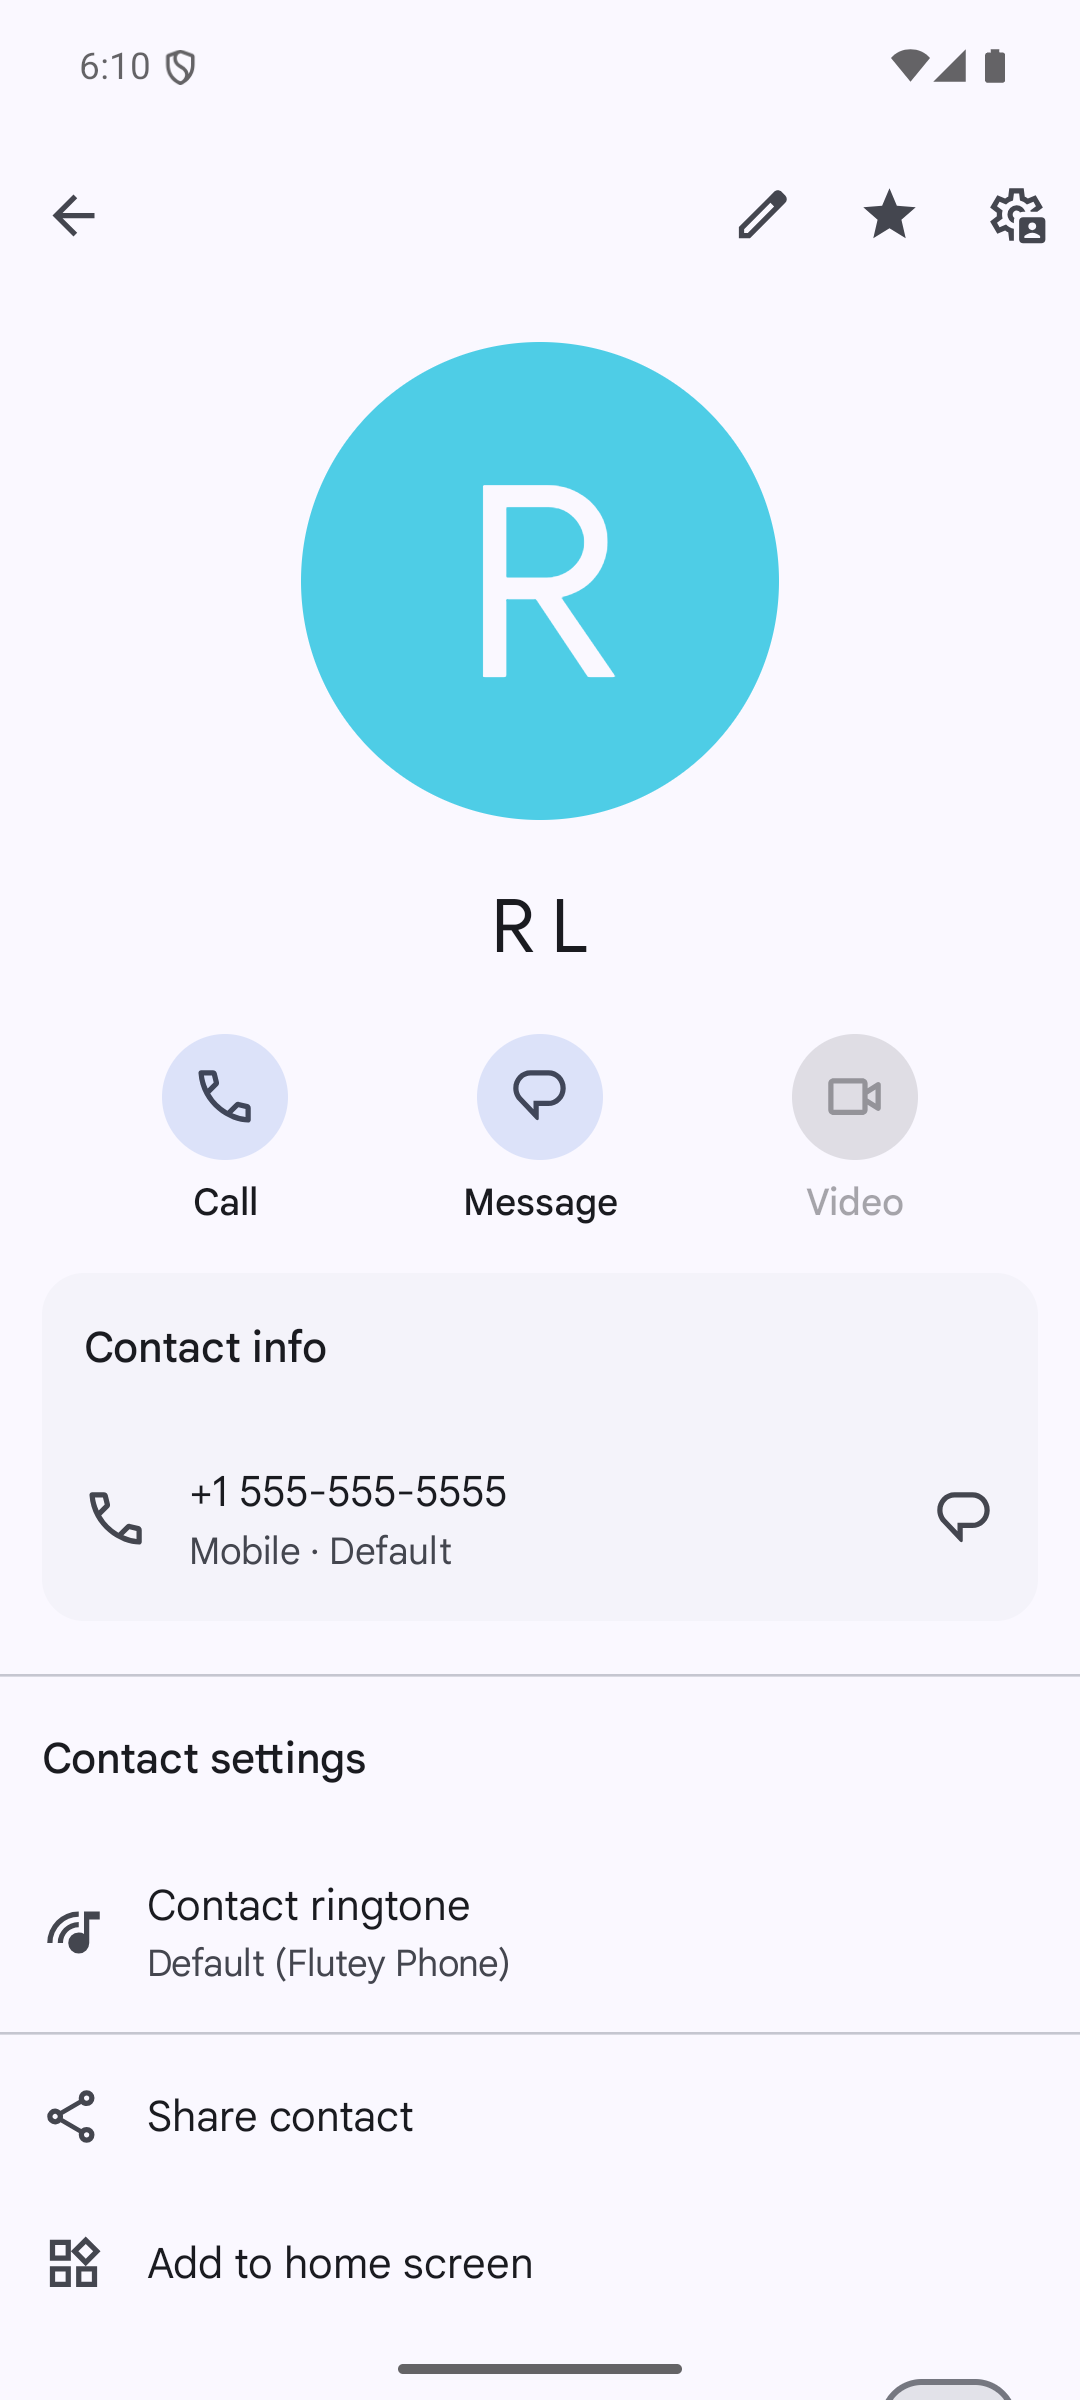 6:10
R
R L
Call
Message
Video
Contact info
+1 555-555-5555
Mobile · Default
Contact settings
Contact ringtone
Default (Flutey Phone)
Share contact
Add to home screen